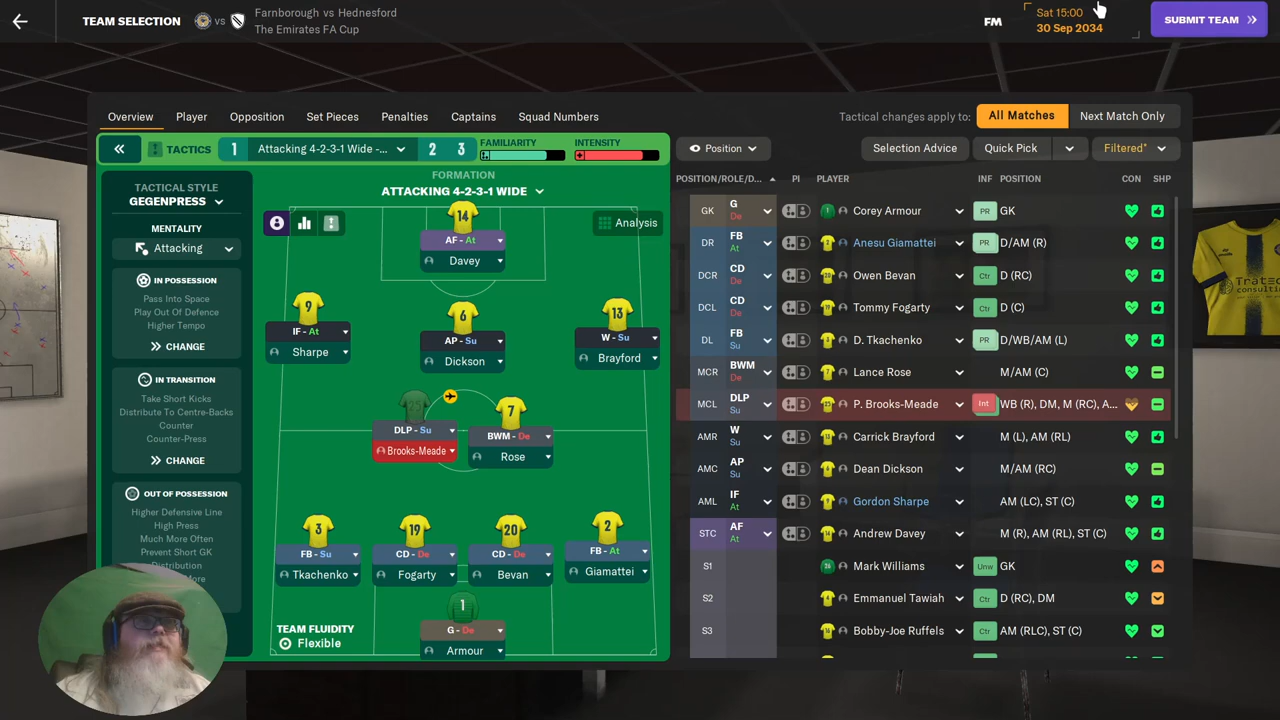 TEAM SELECTION
vs
Farnborough vs Hednesford
The Emirates FA Cup
FM
Sat 15:00
30 Sep 2034
SUBMIT TEAM
Overview
Player
Opposition
Set Pieces
Penalties
Captains
Squad Numbers
Tactical changes apply to:
All Matches
Next Match Only
TACTICS
1
Attacking 4-2-3-1 Wide -...
2
3
FAMILIARITY
INTENSITY
Position
Selection Advice
Quick Pick
Filtered*
TACTICAL STYLE
GEGENPRESS
MENTALITY
Attacking
IN POSSESSION
Pass Into Space
Play Out Of Defence
Higher Tempo
CHANGE
IN TRANSITION
Take Short Kicks
Distribute To Centre-Backs
Counter
Counter-Press
CHANGE
OUT OF POSSESSION
Higher Defensive Line
High Press
Much More Often
Prevent Short GK
Distribution
FORMATION
ATTACKING 4-2-3-1 WIDE
Analysis
14
AF - At
Davey
9
IF - At
Sharpe
6
AP - Su
Dickson
13
W - Su
Brayford
25
DLP - Su
Brooks-Meade
7
BWM - De
Rose
3
FB - Su
Tkachenko
19
CD - De
Fogarty
20
CD - De
Bevan
2
FB - At
Giamattei
1
G - De
Armour
TEAM FLUIDITY
Flexible
POSITION/ROLE/D... PI PLAYER INF POSITION CON SHP
GK G De Corey Armour PR GK
DR FB At Anesu Giamattei PR D/AM (R)
DCR CD De Owen Bevan Ctr D (RC)
DCL CD De Tommy Fogarty Ctr D (C)
DL FB Su D. Tkachenko PR D/WB/AM (L)
MCR BWM De Lance Rose M/AM (C)
MCL DLP Su P. Brooks-Meade Int WB (R), DM, M (RC), A...
AMR W Su Carrick Brayford M (L), AM (RL)
AMC AP Su Dean Dickson M/AM (RC)
AML IF At Gordon Sharpe AM (LC), ST (C)
STC AF At Andrew Davey M (R), AM (RL), ST (C)
S1 Mark Williams Unw GK
S2 Emmanuel Tawiah Ctr D (RC), DM
S3 Bobby-Joe Ruffels Ctr AM (RLC), ST (C)